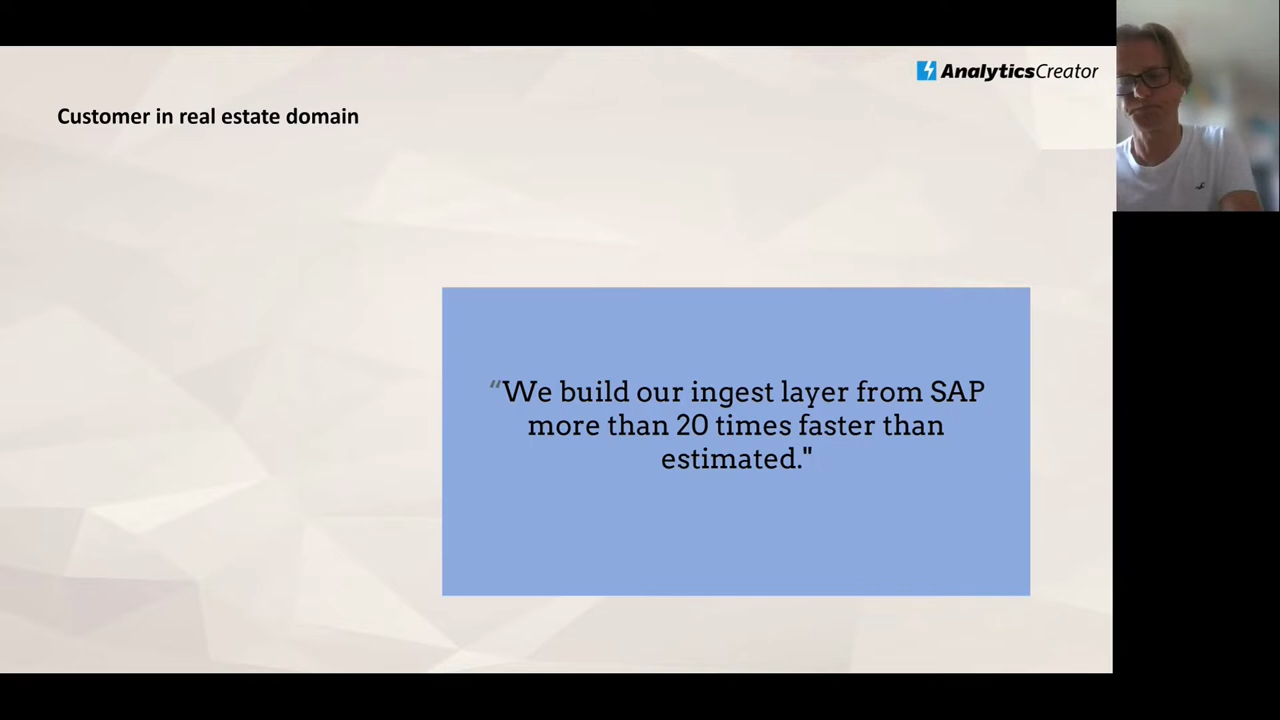 AnalyticsCreator
Customer in real estate domain
“We build our ingest layer from SAP
more than 20 times faster than
estimated."